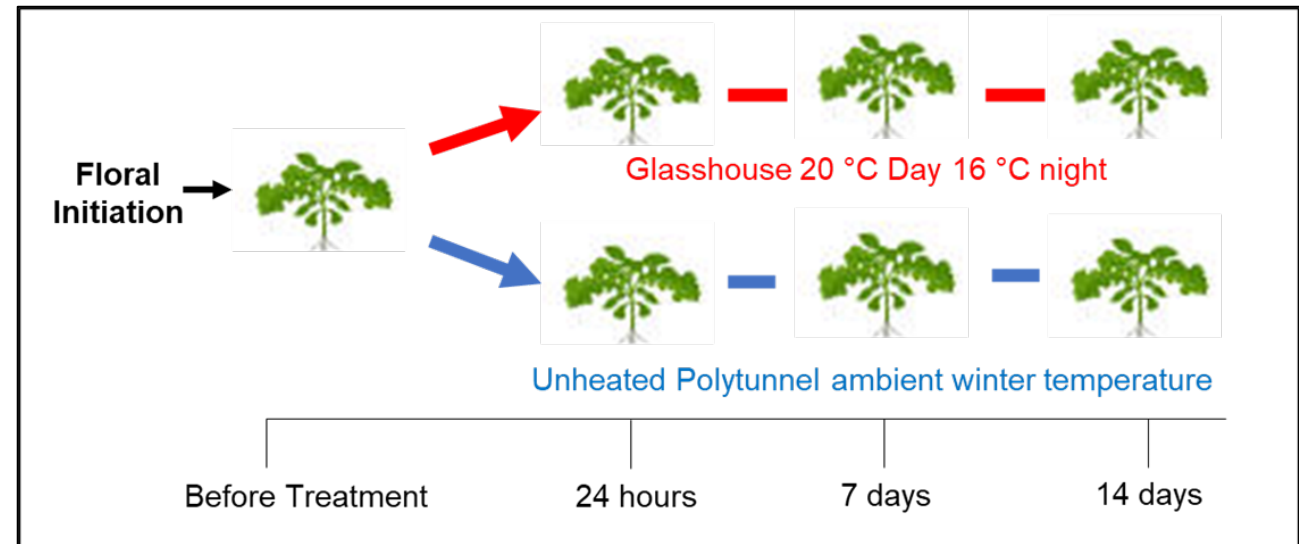 Floral
Initiation
Glasshouse 20 °C Day 16 °C night
Unheated Polytunnel ambient winter temperature
Before Treatment
24 hours
7 days
14 days